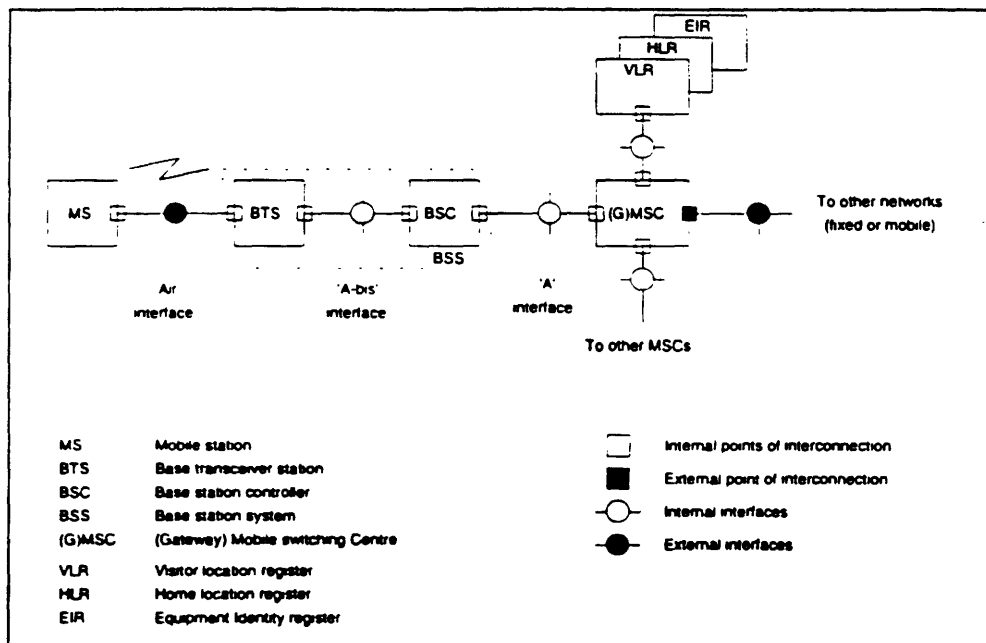 EIR
HLR
VLR
MS
BTS
BSC
(G)MSC
To other networks
(fixed or mobile)
BSS
Air
interface
'A-bis'
interface
'A'
interface
To other MSCs
MS Mobile station
BTS Base transceiver station
BSC Base station controller
BSS Base station system
(G)MSC (Gateway) Mobile switching Centre
VLR Visitor location register
HLR Home location register
EIR Equipment Identity register
Internal points of interconnection
External point of interconnection
Internal interfaces
External interfaces